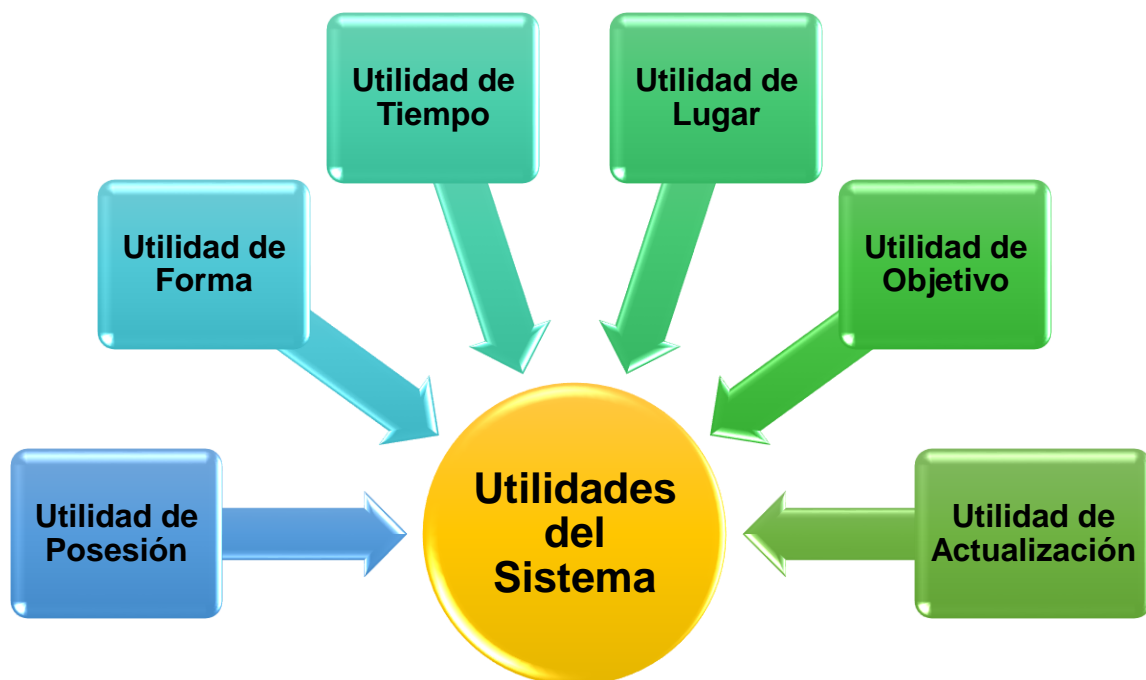 Utilidad de
Tiempo
Utilidad de
Lugar
Utilidad de
Forma
Utilidad de
Objetivo
Utilidad de
Posesión
Utilidades
del
Sistema
Utilidad de
Actualización